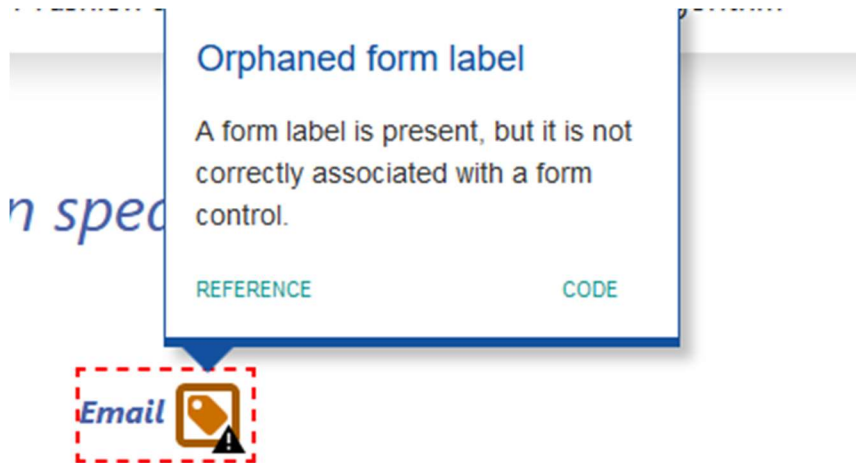 Orphaned form label
A form label is present, but it is not
correctly associated with a form
control.
n spec
REFERENCE CODE
Email